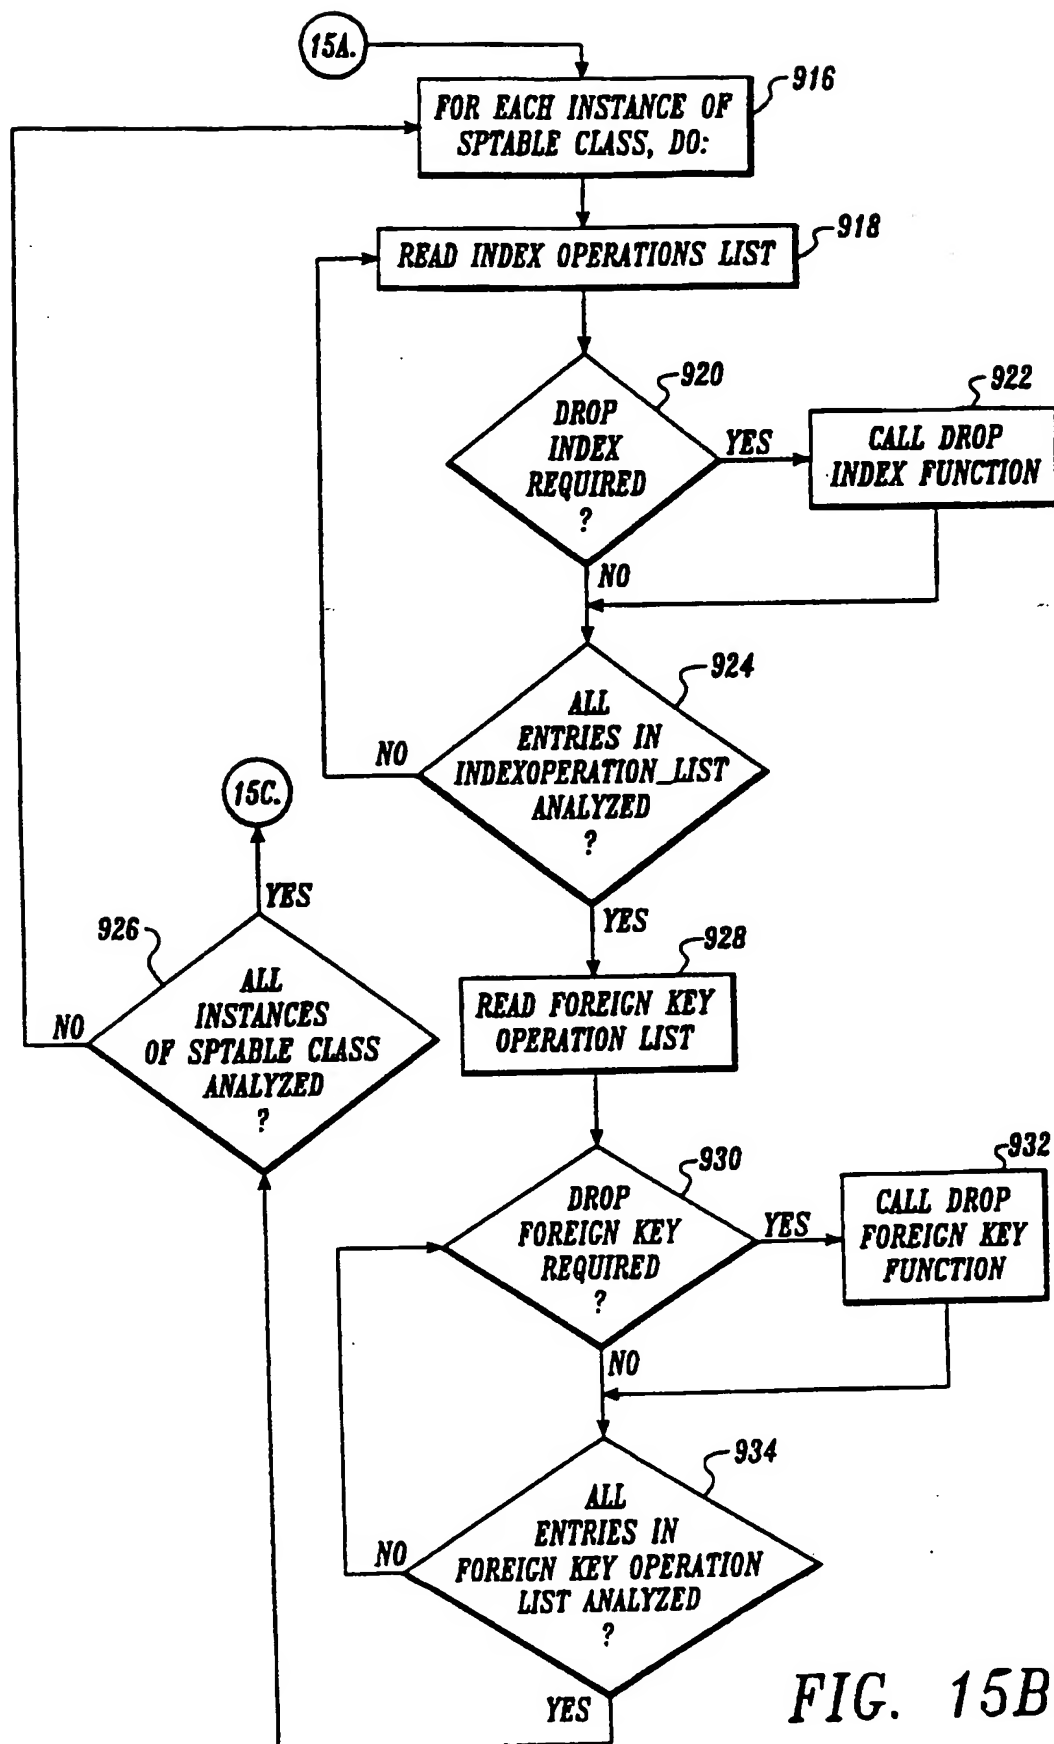 15A.
916
FOR EACH INSTANCE OF
SPTABLE CLASS, DO:
918
READ INDEX OPERATIONS LIST
920
DROP
INDEX
REQUIRED
?
YES
922
CALL DROP
INDEX FUNCTION
NO
924
ALL
ENTRIES IN
INDEXOPERATION_LIST
ANALYZED
?
NO
YES
15C.
YES
926
ALL
INSTANCES
OF SPTABLE CLASS
ANALYZED
?
NO
928
READ FOREIGN KEY
OPERATION LIST
930
DROP
FOREIGN KEY
REQUIRED
?
YES
932
CALL DROP
FOREIGN KEY
FUNCTION
NO
934
ALL
ENTRIES IN
FOREIGN KEY OPERATION
LIST ANALYZED
?
NO
YES
FIG. 15B